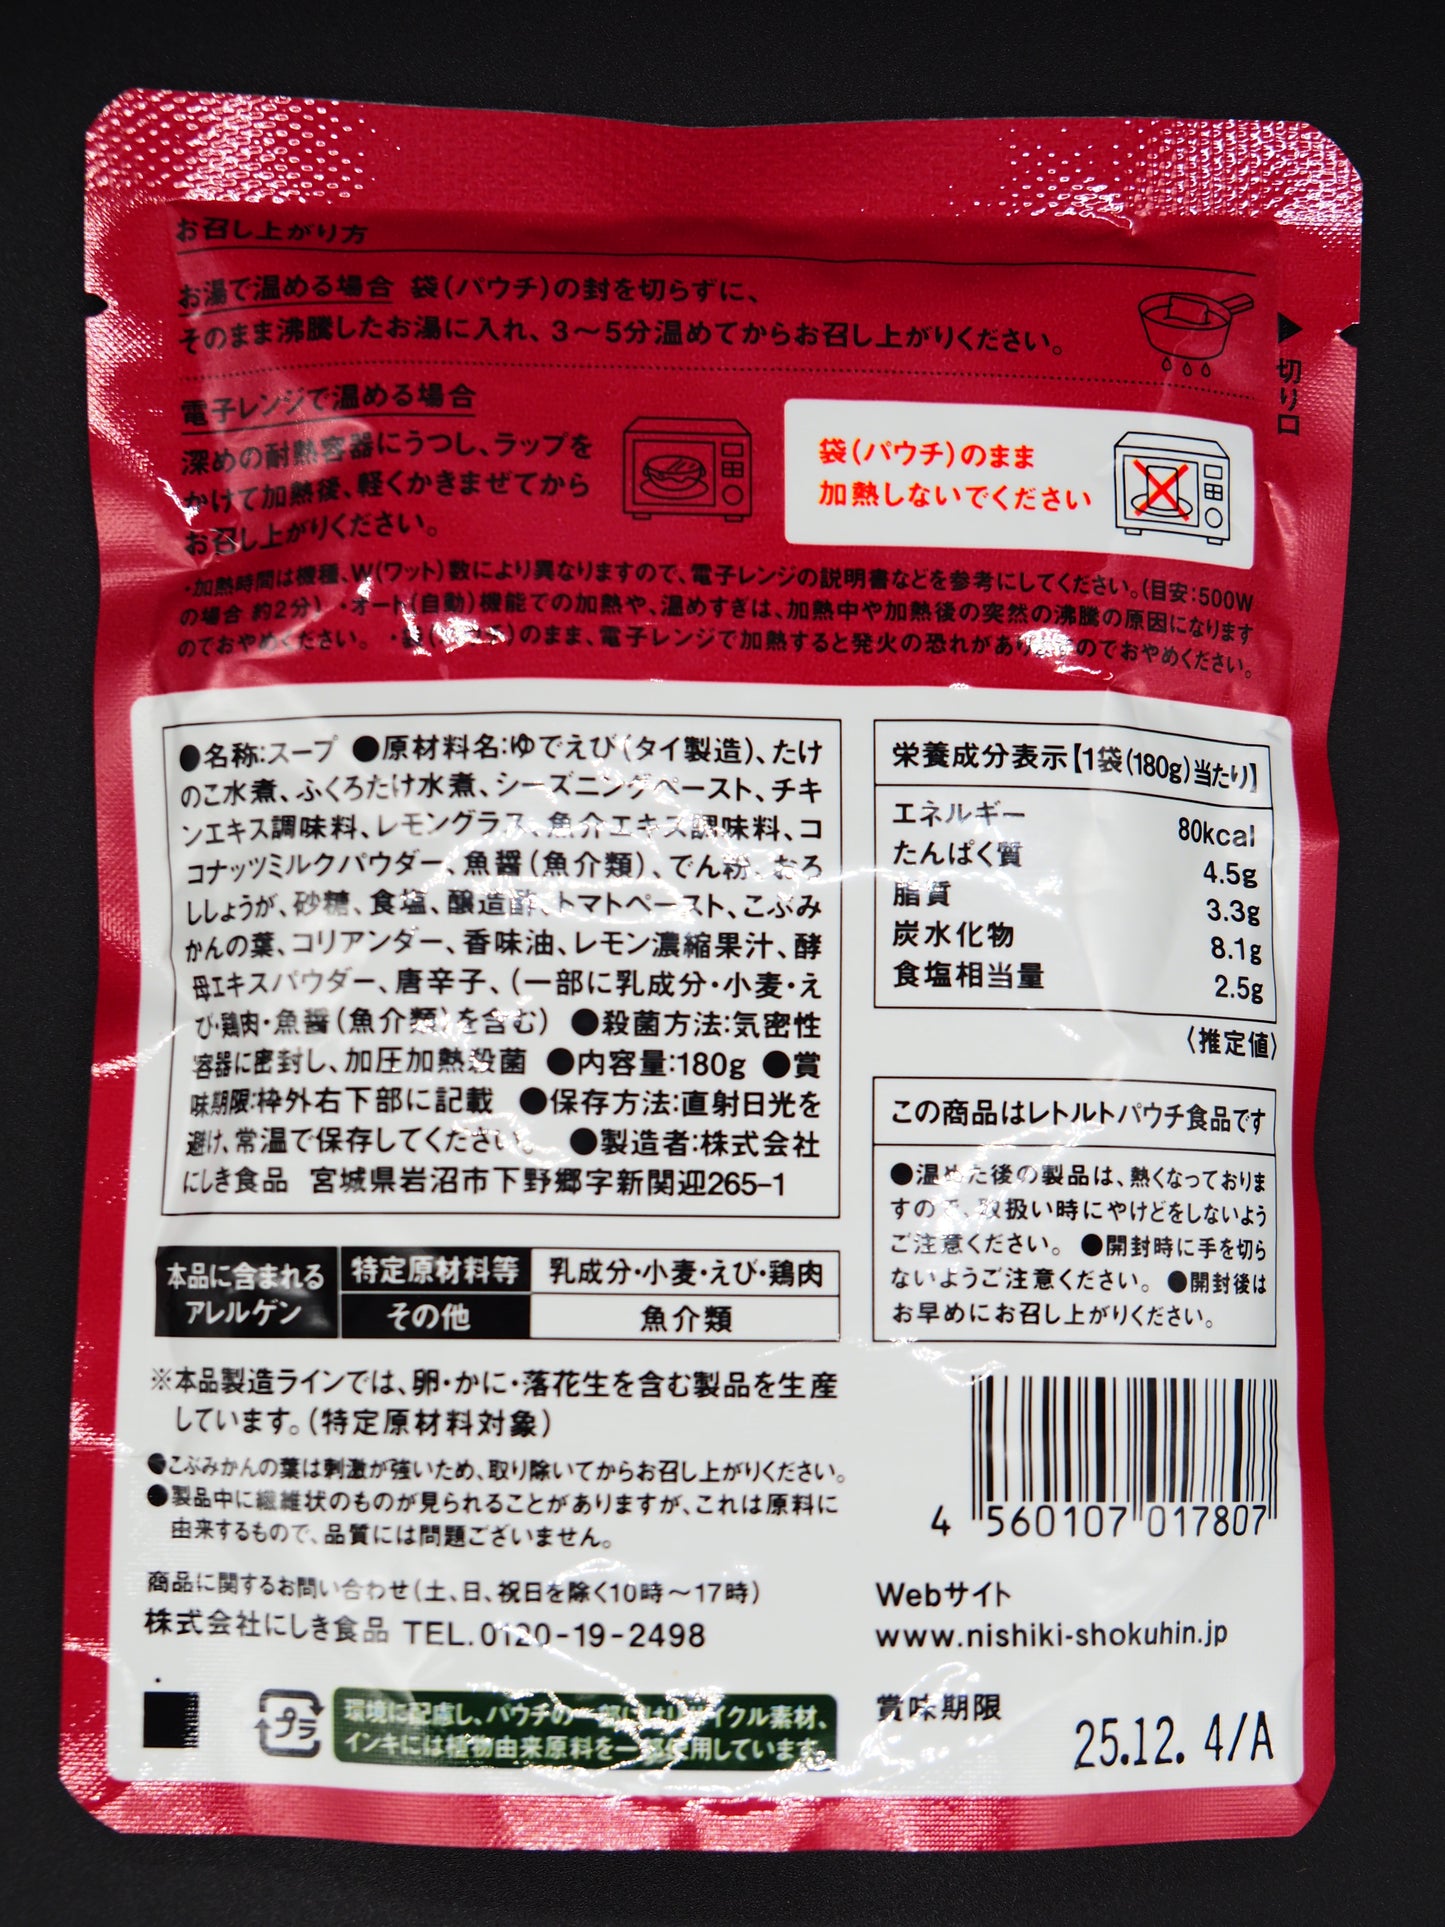 お召し上がり方
お湯で温める場合 袋(パウチ)の封を切らずに、
そのまま沸騰したお湯に入れ、3〜5分温めてからお召し上がりください。
▶切り口
電子レンジで温める場合
深めの耐熱容器にうつし、ラップを
かけて加熱後、軽くかきまぜてから
お召し上がりください。
袋(パウチ)のまま
加熱しないでください
・加熱時間は機種、W(ワット)数により異なりますので、電子レンジの説明書などを参考にしてください。(目安:500W
の場合 約2分) ・オート(自動)機能での加熱や、温めすぎは、加熱中や加熱後の突然の沸騰の原因になります
のでおやめください。 ・袋(パウチ)のまま、電子レンジで加熱すると発火の恐れがありますのでおやめください。
●名称:スープ ●原材料名:ゆでえび(タイ製造)、たけ
のこ水煮、ふくろたけ水煮、シーズニングペースト、チキ
ンエキス調味料、レモングラス、魚介エキス調味料、コ
コナッツミルクパウダー、魚醤(魚介類)、でん粉、おろ
ししょうが、砂糖、食塩、醸造酢、トマトペースト、こぶみ
かんの葉、コリアンダー、香味油、レモン濃縮果汁、酵
母エキスパウダー、唐辛子、(一部に乳成分・小麦・え
び・鶏肉・魚醤(魚介類)を含む) ●殺菌方法:気密性
容器に密封し、加圧加熱殺菌 ●内容量:180g ●賞
味期限:枠外右下部に記載 ●保存方法:直射日光を
避け、常温で保存してください。 ●製造者:株式会社
にしき食品 宮城県岩沼市下野郷字新関迎265-1
本品に含まれる
アレルゲン
特定原材料等 乳成分・小麦・えび・鶏肉
その他 魚介類
※本品製造ラインでは、卵・かに・落花生を含む製品を生産
しています。(特定原材料対象)
●こぶみかんの葉は刺激が強いため、取り除いてからお召し上がりください。
●製品中に繊維状のものが見られることがありますが、これは原料に
由来するもので、品質には問題ございません。
商品に関するお問い合わせ(土、日、祝日を除く10時〜17時)
株式会社にしき食品 TEL.0120-19-2498
プラ
環境に配慮し、パウチの一部にはリサイクル素材、
インキには植物由来原料を一部使用しています。
栄養成分表示【1袋(180g)当たり】
エネルギー 80kcal
たんぱく質 4.5g
脂質 3.3g
炭水化物 8.1g
食塩相当量 2.5g
〈推定値〉
この商品はレトルトパウチ食品です
●温めた後の製品は、熱くなっておりま
すので、取扱い時にやけどをしないよう
ご注意ください。 ●開封時に手を切ら
ないようご注意ください。 ●開封後は
お早めにお召し上がりください。
4 560107 017807
Webサイト
www.nishiki-shokuhin.jp
賞味期限
25.12. 4/A